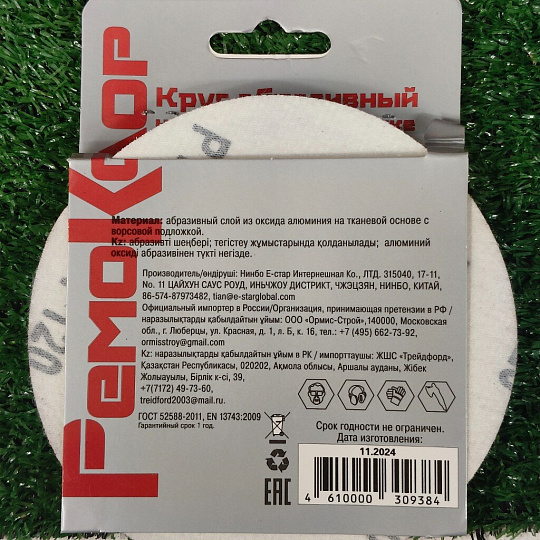 РемоКолор
Круг абразивный
Материал: абразивный слой из оксида алюминия на тканевой основе с
ворсовой подложкой.
Kz: абразивті шеңбері; тегістеу жұмыстарында қолданылады; алюминий
оксиді абразивінен түкті негізде.
Производитель/өндіруші: Нинбо Е-стар Интернешнал Ко., ЛТД. 315040, 17-11,
No. 11 ЦАЙХУН САУС РОУД, ИНЬЧЖОУ ДИСТРИКТ, ЧЖЭЦЗЯН, НИНБО, КИТАЙ,
86-574-87973482, tian@e-starglobal.com
Официальный импортер в России/Организация, принимающая претензии в РФ /
наразылықтарды қабылдайтын ұйым: ООО «Ормис-Строй»,140000, Московская
обл., г. Люберцы, ул. Красная, д. 1, л. Б, к. 16, тел.: +7 (495) 662-73-92,
ormisstroy@gmail.com
Kz: наразылықтарды қабылдайтын ұйым в РК / импорттаушы: ЖШС «Трейдфорд»,
Қазақстан Республикасы, 020202, Ақмола облысы, Аршалы ауданы, Жібек
Жолыауылы, Бірлік к-сі, 39,
+7(7172) 49-73-60,
treidford2003@mail.ru
ГОСТ 52588-2011, EN 13743:2009
Гарантийный срок 1 год.
Срок годности не ограничен.
Дата изготовления:
11.2024
EAC
4 610000 309384
120